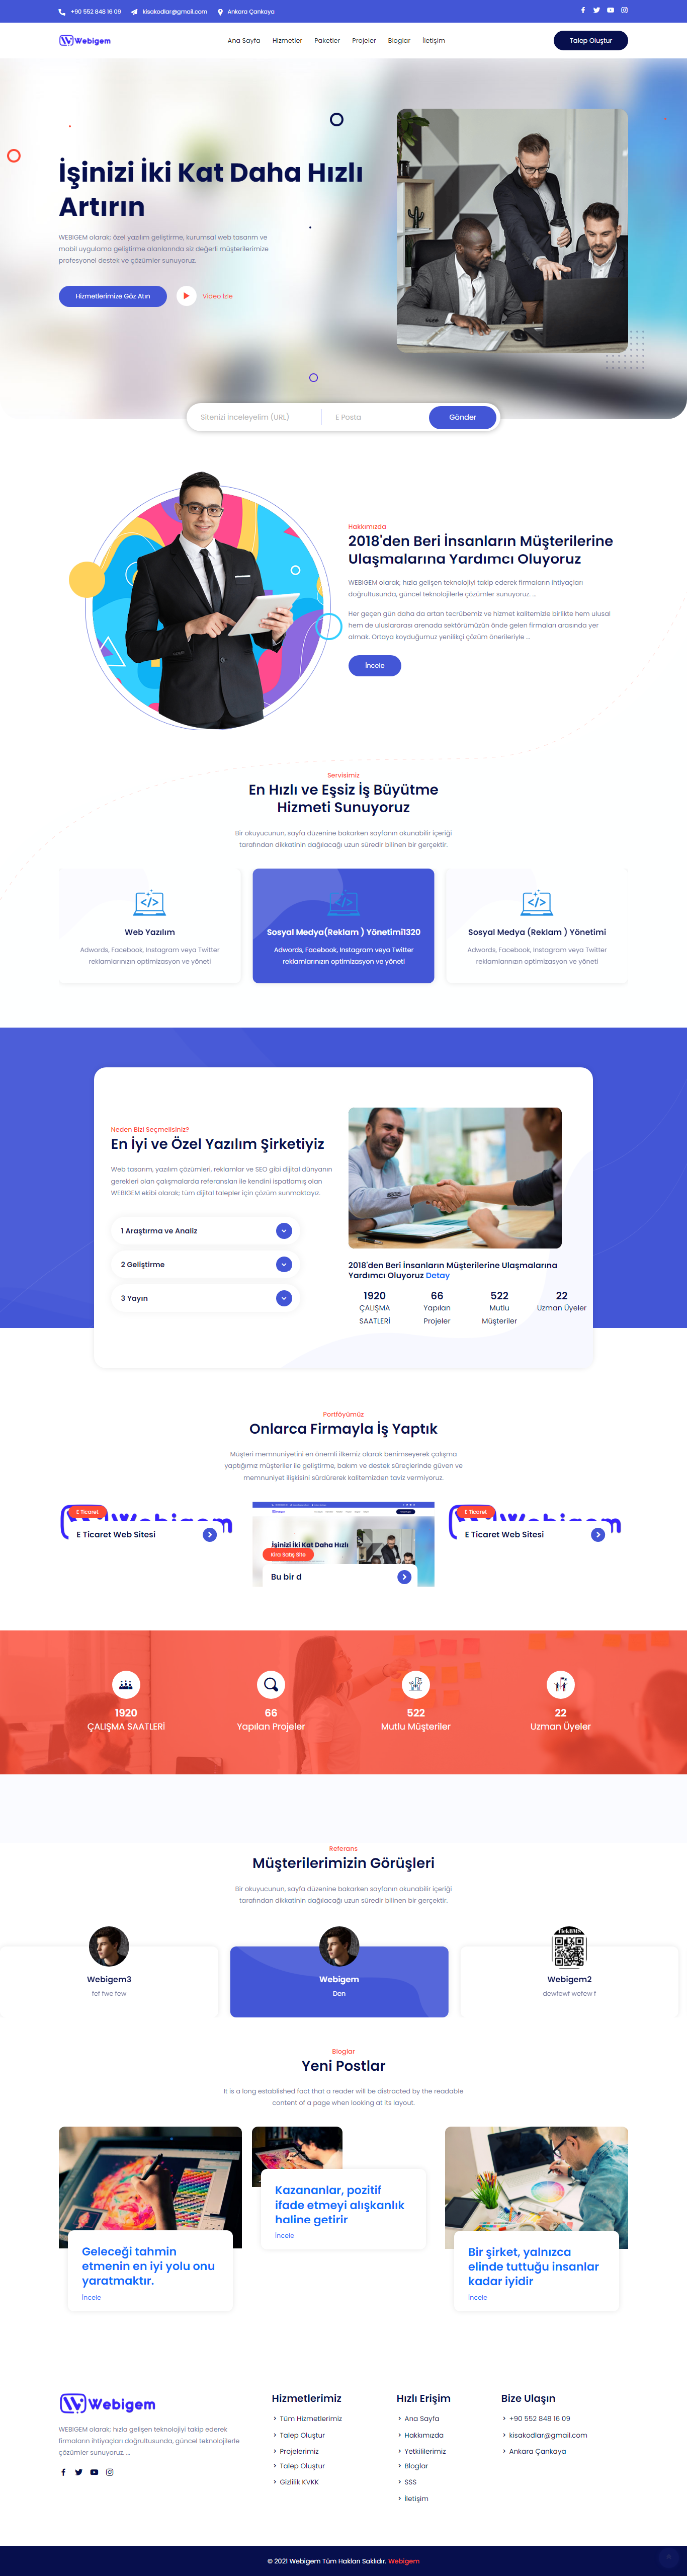 +90 552 848 16 09 kisakodlar@gmail.com Ankara Çankaya
Webigem Ana Sayfa Hizmetler Paketler Projeler Bloglar İletişim Talep Oluştur
İşinizi İki Kat Daha Hızlı
Artırın
WEBIGEM olarak; özel yazılım geliştirme, kurumsal web tasarım ve
mobil uygulama geliştirme alanlarında siz değerli müşterilerimize
profesyonel destek ve çözümler sunuyoruz.
Hizmetlerimize Göz Atın Video İzle
Sitenizi İnceleyelim (URL) E Posta Gönder
Hakkımızda
2018'den Beri İnsanların Müşterilerine
Ulaşmalarına Yardımcı Oluyoruz
WEBIGEM olarak; hızla gelişen teknolojiyi takip ederek firmaların ihtiyaçları
doğrultusunda, güncel teknolojilerle çözümler sunuyoruz. ...
Her geçen gün daha da artan tecrübemiz ve hizmet kalitemizle birlikte hem ulusal
hem de uluslararası arenada sektörümüzün önde gelen firmaları arasında yer
almak. Ortaya koyduğumuz yenilikçi çözüm önerileriyle ...
İncele
Servisimiz
En Hızlı ve Eşsiz İş Büyütme
Hizmeti Sunuyoruz
Bir okuyucunun, sayfa düzenine bakarken sayfanın okunabilir içeriği
tarafından dikkatinin dağılacağı uzun süredir bilinen bir gerçektir.
Web Yazılım
Adwords, Facebook, Instagram veya Twitter
reklamlarınızın optimizasyon ve yöneti
Sosyal Medya(Reklam ) Yönetimi1320
Adwords, Facebook, Instagram veya Twitter
reklamlarınızın optimizasyon ve yöneti
Sosyal Medya (Reklam ) Yönetimi
Adwords, Facebook, Instagram veya Twitter
reklamlarınızın optimizasyon ve yöneti
Neden Bizi Seçmelisiniz?
En İyi ve Özel Yazılım Şirketiyiz
Web tasarım, yazılım çözümleri, reklamlar ve SEO gibi dijital dünyanın
gerekleri olan çalışmalarda referansları ile kendini ispatlamış olan
WEBIGEM ekibi olarak; tüm dijital talepler için çözüm sunmaktayız.
1 Araştırma ve Analiz
2 Geliştirme
3 Yayın
2018'den Beri İnsanların Müşterilerine Ulaşmalarına
Yardımcı Oluyoruz Detay
1920 66 522 22
ÇALIŞMA Yapılan Mutlu Uzman Üyeler
SAATLERİ Projeler Müşteriler
Portföyümüz
Onlarca Firmayla İş Yaptık
Müşteri memnuniyetini en önemli ilkemiz olarak benimseyerek çalışma
yaptığımız müşteriler ile geliştirme, bakım ve destek süreçlerinde güven ve
memnuniyet ilişkisini sürdürerek kalitemizden taviz vermiyoruz.
E Ticaret
E Ticaret Web Sitesi
İşinizi İki Kat Daha Hızlı
Kira Satış Site
Bu bir d
E Ticaret
E Ticaret Web Sitesi
1920 66 522 22
ÇALIŞMA SAATLERİ Yapılan Projeler Mutlu Müşteriler Uzman Üyeler
Referans
Müşterilerimizin Görüşleri
Bir okuyucunun, sayfa düzenine bakarken sayfanın okunabilir içeriği
tarafından dikkatinin dağılacağı uzun süredir bilinen bir gerçektir.
Webigem3
fef fwe few
Webigem
Den
Webigem2
dewfewf wefew f
Bloglar
Yeni Postlar
It is a long established fact that a reader will be distracted by the readable
content of a page when looking at its layout.
Geleceği tahmin
etmenin en iyi yolu onu
yaratmaktır.
İncele
Kazananlar, pozitif
ifade etmeyi alışkanlık
haline getirir
İncele
Bir şirket, yalnızca
elinde tuttuğu insanlar
kadar iyidir
İncele
Webigem
WEBIGEM olarak; hızla gelişen teknolojiyi takip ederek
firmaların ihtiyaçları doğrultusunda, güncel teknolojilerle
çözümler sunuyoruz. ...
Hizmetlerimiz
Tüm Hizmetlerimiz
Talep Oluştur
Projelerimiz
Talep Oluştur
Gizlilik KVKK
Hızlı Erişim
Ana Sayfa
Hakkımızda
Yetkililerimiz
Bloglar
SSS
İletişim
Bize Ulaşın
+90 552 848 16 09
kisakodlar@gmail.com
Ankara Çankaya
© 2021 Webigem Tüm Hakları Saklıdır. Webigem